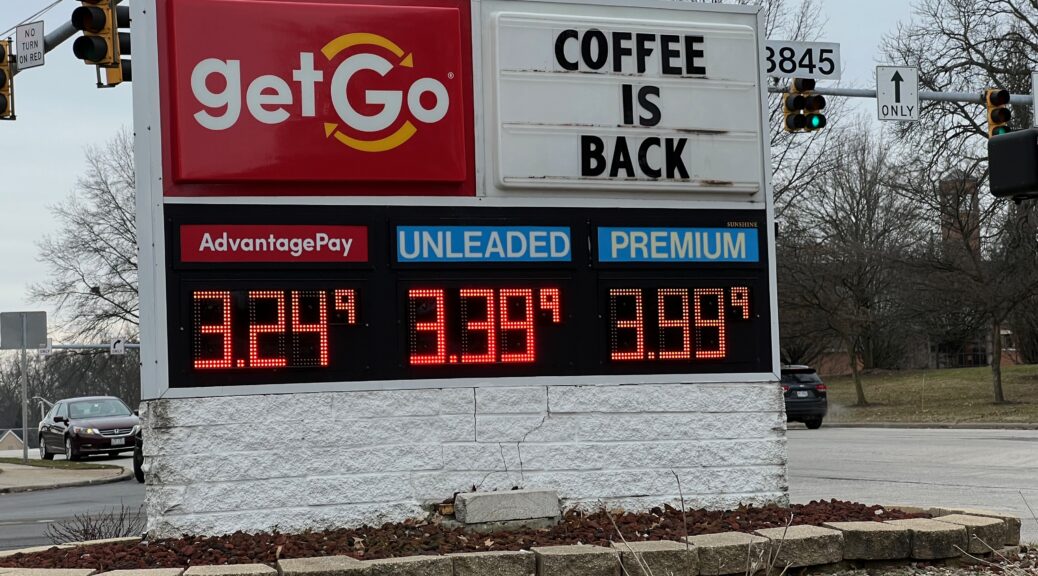 NO
TURN
ON RED
getGo®
COFFEE
IS
BACK
3845
ONLY
SUNSHINE
AdvantagePay
UNLEADED
PREMIUM
3.24 9
3.39 9
3.59 9